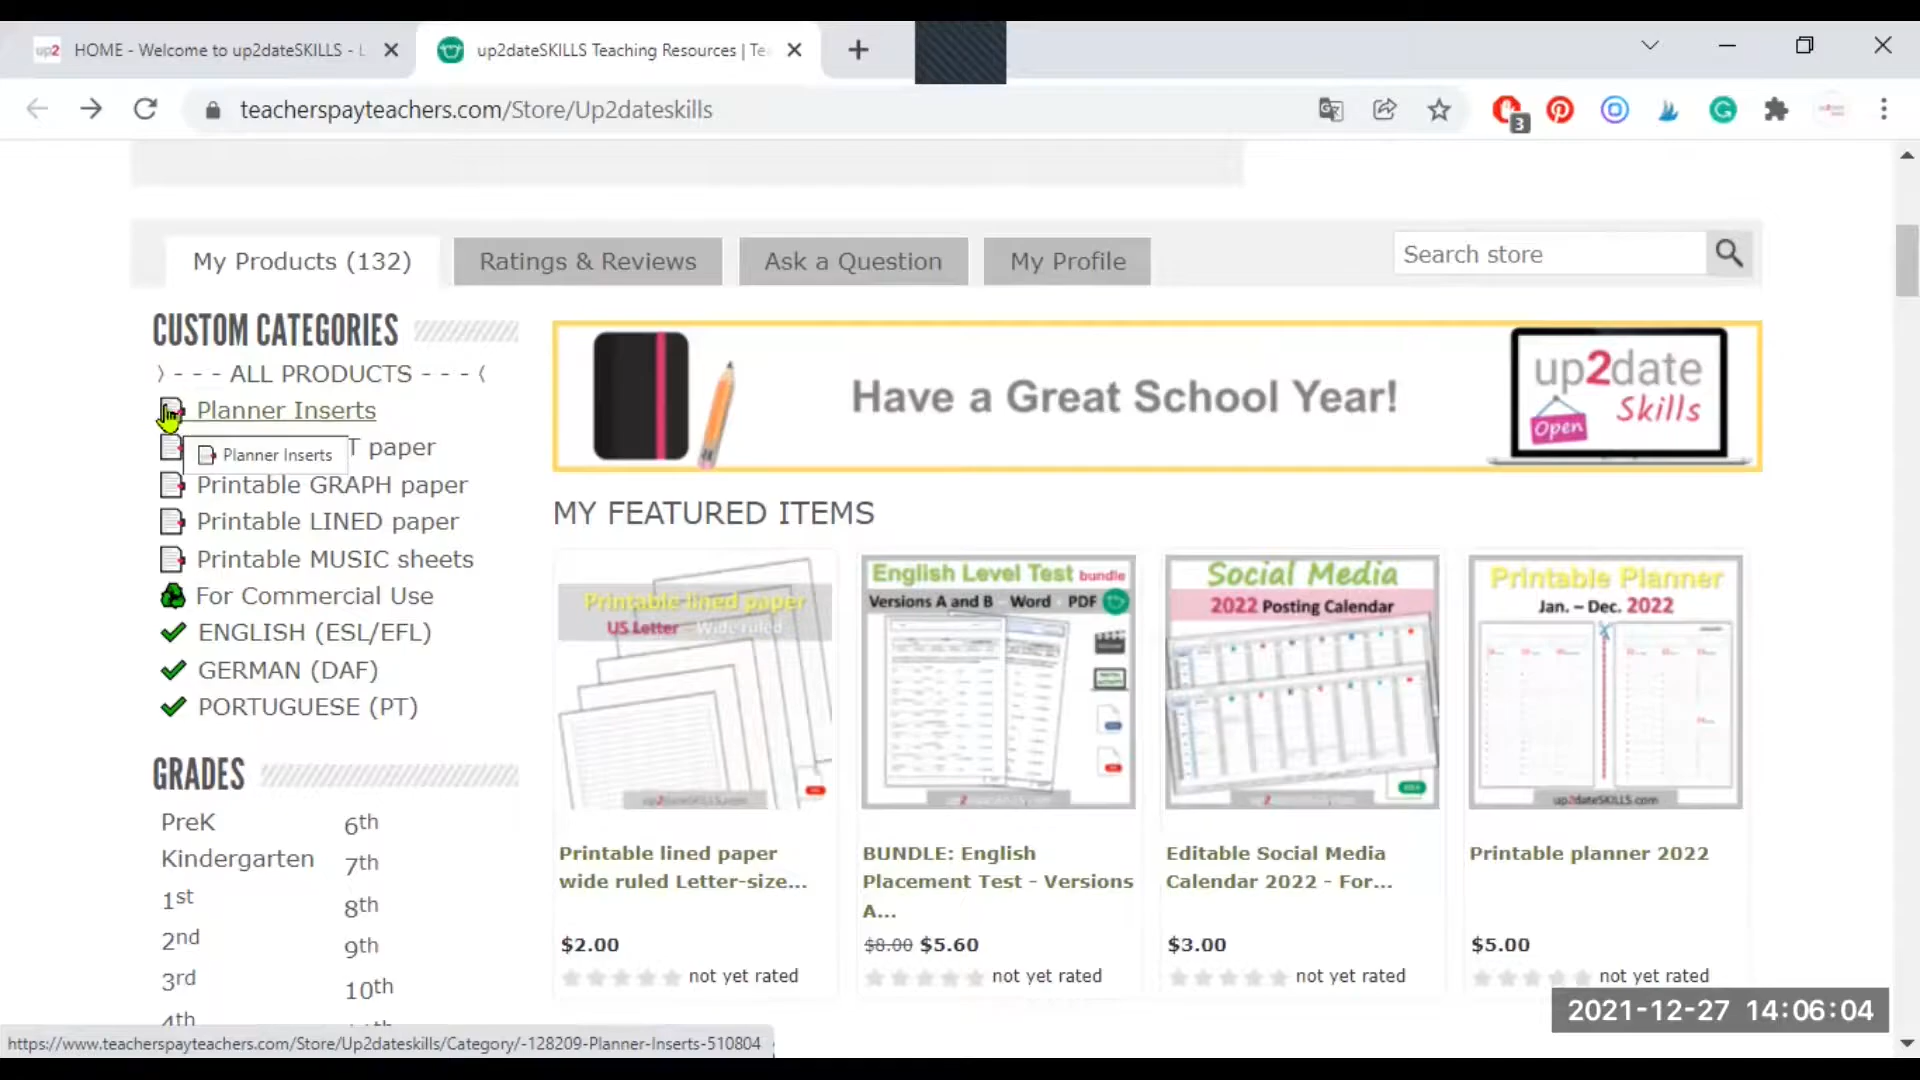 up2 HOME - Welcome to up2dateSKILLS - L
up2dateSKILLS Teaching Resources | Te
teacherspayteachers.com/Store/Up2dateskills
3
My Products (132)
Ratings & Reviews
Ask a Question
My Profile
Search store
CUSTOM CATEGORIES
⟩ - - - ALL PRODUCTS - - - ⟨
Planner Inserts
T paper
Planner Inserts
Printable GRAPH paper
Printable LINED paper
Printable MUSIC sheets
For Commercial Use
ENGLISH (ESL/EFL)
GERMAN (DAF)
PORTUGUESE (PT)
GRADES
PreK
Kindergarten
1st
2nd
3rd
4th
6th
7th
8th
9th
10th
Have a Great School Year!
up2date
Skills
Open
MY FEATURED ITEMS
Printable lined paper
US Letter - Wide ruled
up2dateSKILLS.com
English Level Test bundle
Versions A and B - Word - PDF
Social Media
2022 Posting Calendar
Printable Planner
Jan. – Dec. 2022
up2dateSKILLS.com
Printable lined paper
wide ruled Letter-size...
$2.00
not yet rated
BUNDLE: English
Placement Test - Versions
A...
$8.00 $5.60
not yet rated
Editable Social Media
Calendar 2022 - For...
$3.00
not yet rated
Printable planner 2022
$5.00
not yet rated
2021-12-27 14:06:04
https://www.teacherspayteachers.com/Store/Up2dateskills/Category/-128209-Planner-Inserts-510804